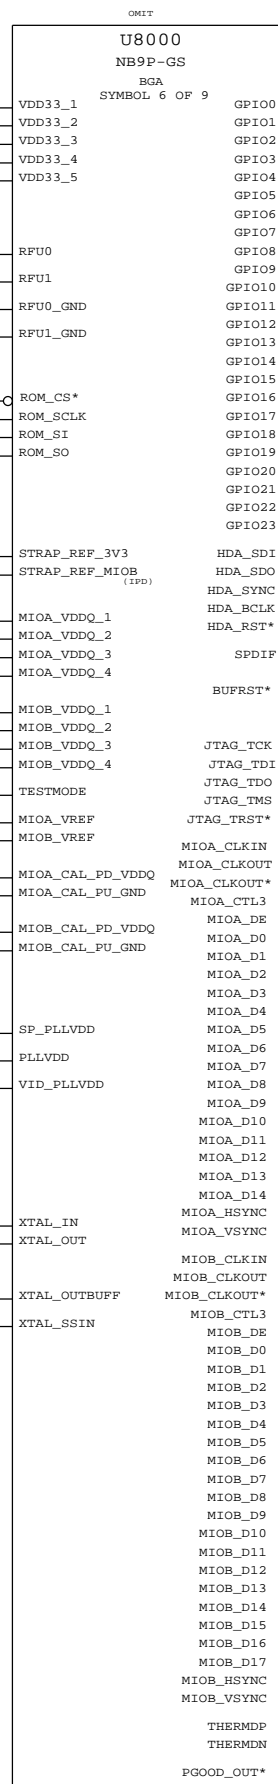 OMIT
U8000
NB9P-GS
BGA
SYMBOL 6 OF 9
VDD33_1 GPIO0
VDD33_2 GPIO1
VDD33_3 GPIO2
VDD33_4 GPIO3
VDD33_5 GPIO4
GPIO5
GPIO6
GPIO7
RFU0 GPIO8
GPIO9
RFU1 GPIO10
RFU0_GND GPIO11
GPIO12
RFU1_GND GPIO13
GPIO14
GPIO15
ROM_CS* GPIO16
ROM_SCLK GPIO17
ROM_SI GPIO18
ROM_SO GPIO19
GPIO20
GPIO21
GPIO22
GPIO23
STRAP_REF_3V3 HDA_SDI
STRAP_REF_MIOB HDA_SDO
(IPD)
HDA_SYNC
HDA_BCLK
MIOA_VDDQ_1 HDA_RST*
MIOA_VDDQ_2
MIOA_VDDQ_3 SPDIF
MIOA_VDDQ_4
BUFRST*
MIOB_VDDQ_1
MIOB_VDDQ_2
MIOB_VDDQ_3 JTAG_TCK
MIOB_VDDQ_4 JTAG_TDI
JTAG_TDO
TESTMODE
JTAG_TMS
MIOA_VREF JTAG_TRST*
MIOB_VREF
MIOA_CLKIN
MIOA_CLKOUT
MIOA_CAL_PD_VDDQ MIOA_CLKOUT*
MIOA_CAL_PU_GND
MIOA_CTL3
MIOA_DE
MIOB_CAL_PD_VDDQ MIOA_D0
MIOB_CAL_PU_GND
MIOA_D1
MIOA_D2
MIOA_D3
MIOA_D4
SP_PLLVDD MIOA_D5
MIOA_D6
PLLVDD
MIOA_D7
VID_PLLVDD MIOA_D8
MIOA_D9
MIOA_D10
MIOA_D11
MIOA_D12
MIOA_D13
MIOA_D14
MIOA_HSYNC
XTAL_IN
MIOA_VSYNC
XTAL_OUT
MIOB_CLKIN
MIOB_CLKOUT
XTAL_OUTBUFF MIOB_CLKOUT*
MIOB_CTL3
XTAL_SSIN
MIOB_DE
MIOB_D0
MIOB_D1
MIOB_D2
MIOB_D3
MIOB_D4
MIOB_D5
MIOB_D6
MIOB_D7
MIOB_D8
MIOB_D9
MIOB_D10
MIOB_D11
MIOB_D12
MIOB_D13
MIOB_D14
MIOB_D15
MIOB_D16
MIOB_D17
MIOB_HSYNC
MIOB_VSYNC
THERMDP
THERMDN
PGOOD_OUT*